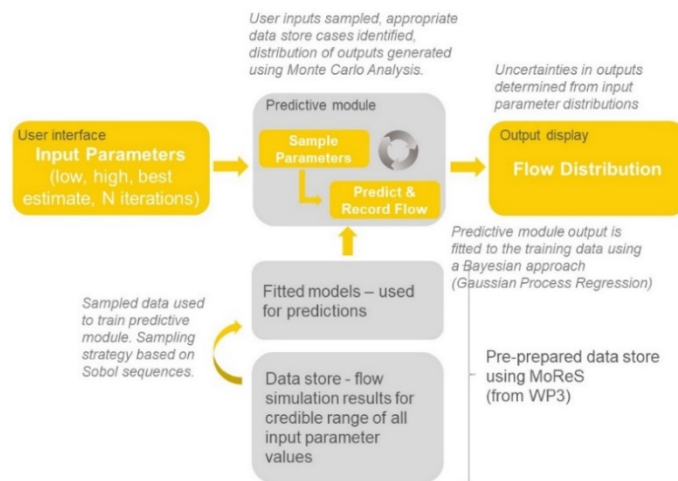 User inputs sampled, appropriate
data store cases identified,
distribution of outputs generated
using Monte Carlo Analysis.
Uncertainties in outputs
determined from input
parameter distributions
User interface
Input Parameters
(low, high, best
estimate, N iterations)
Predictive module
Sample
Parameters
Predict &
Record Flow
Output display
Flow Distribution
Predictive module output is
fitted to the training data using
a Bayesian approach
(Gaussian Process Regression)
Sampled data used
to train predictive
module. Sampling
strategy based on
Sobol sequences.
Fitted models – used
for predictions
Data store - flow
simulation results for
credible range of all
input parameter
values
Pre-prepared data store
using MoReS
(from WP3)